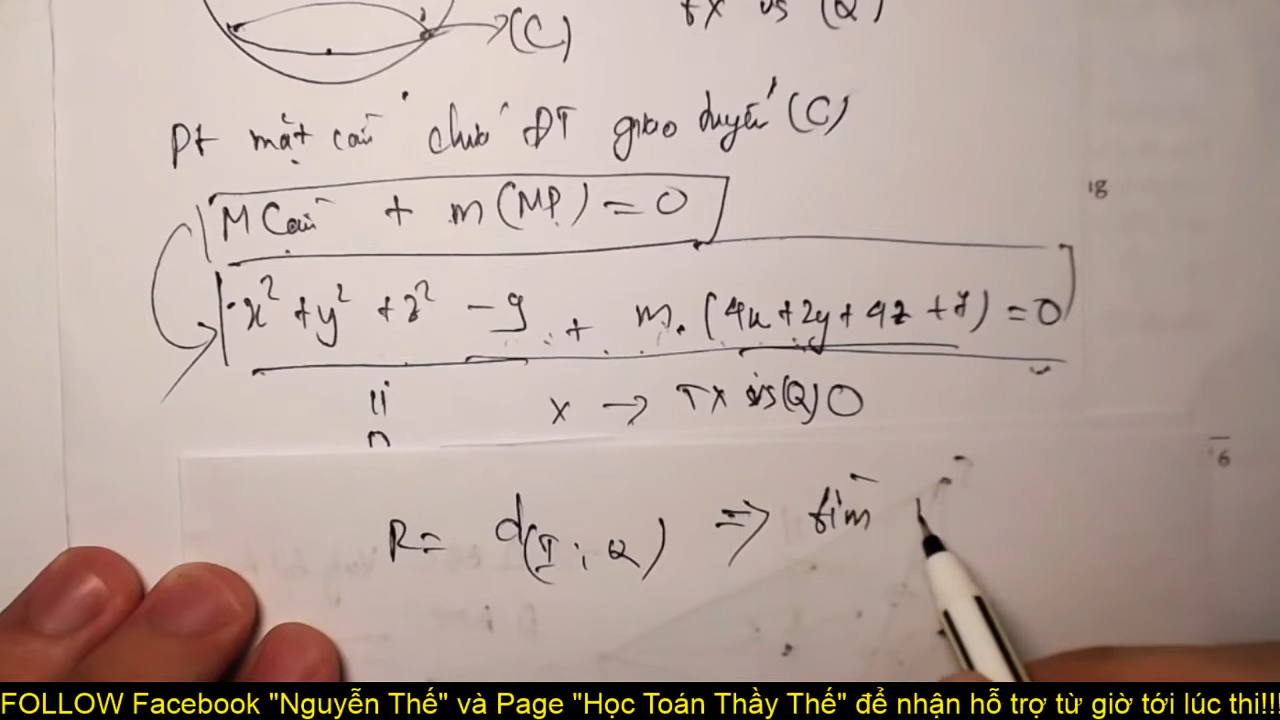 (C)
TX vs (Q)
Pt mặt cầu chứa ĐT giao tuyến (C)
18
M Cầu + m(MP) = 0
x² + y² + z² - 9 + m.(4x+2y+4z+7) = 0
x → TX vs(Q)
6
R = d(I; Q) => tìm
FOLLOW Facebook "Nguyễn Thế" và Page "Học Toán Thầy Thế" để nhận hỗ trợ từ giờ tới lúc thi!!!